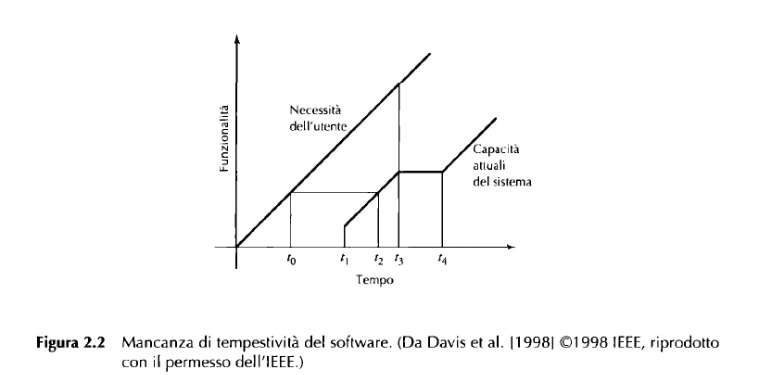 Funzionalità
Necessità
dell'utente
Capacità
attuali
del sistema
t0
t1
t2
t3
t4
Tempo
Figura 2.2 Mancanza di tempestività del software. (Da Davis et al. [1998] ©1998 IEEE, riprodotto
con il permesso dell'IEEE.)